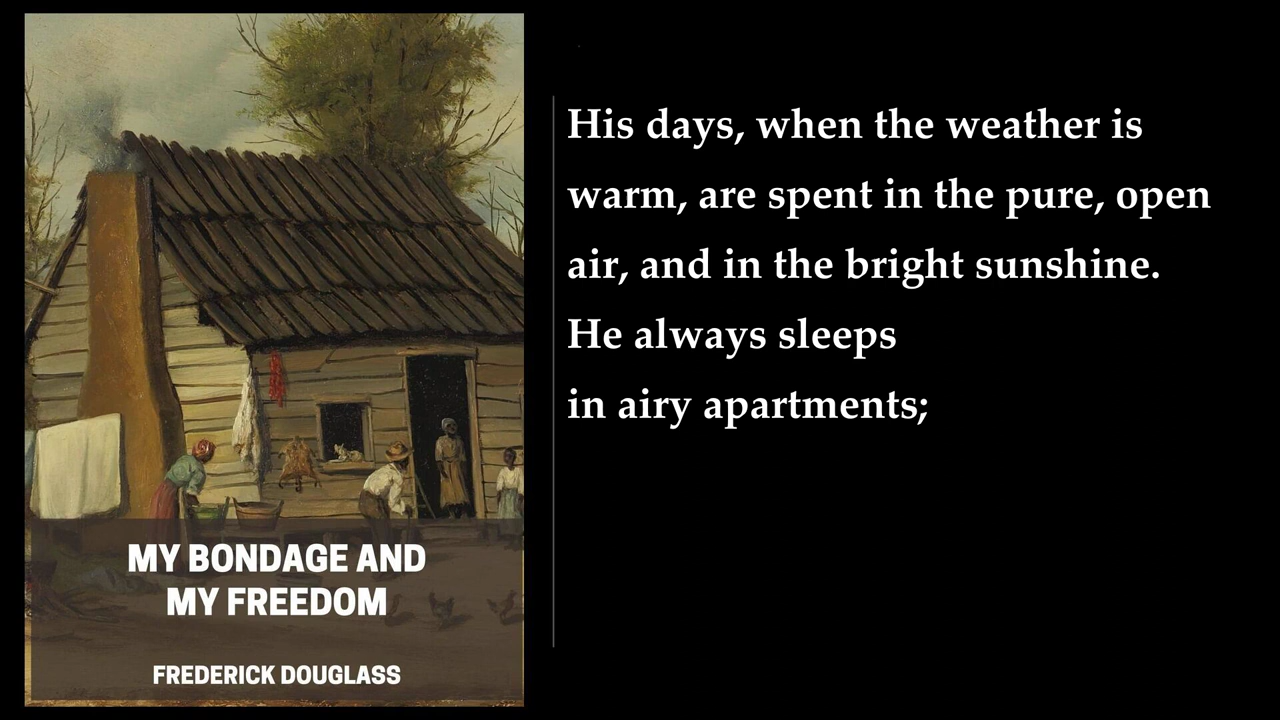 His days, when the weather is
warm, are spent in the pure, open
air, and in the bright sunshine.
He always sleeps
in airy apartments;
MY BONDAGE AND
MY FREEDOM
FREDERICK DOUGLASS